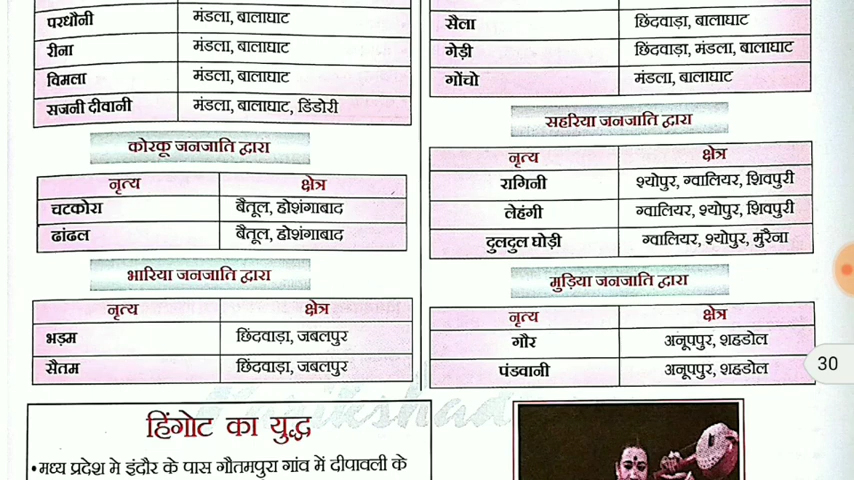 परधौनी मंडला, बालाघाट
रीना मंडला, बालाघाट
विमला मंडला, बालाघाट
सजनी दीवानी मंडला, बालाघाट, डिंडोरी
कोरकू जनजाति द्वारा
नृत्य क्षेत्र
चटकोरा बैतूल, होशंगाबाद
ढांढल बैतूल, होशंगाबाद
भारिया जनजाति द्वारा
नृत्य क्षेत्र
भड़म छिंदवाड़ा, जबलपुर
सैतम छिंदवाड़ा, जबलपुर
हिंगोट का युद्ध
•मध्य प्रदेश मे इंदौर के पास गौतमपुरा गांव में दीपावली के
सैला छिंदवाड़ा, बालाघाट
गेड़ी छिंदवाड़ा, मंडला, बालाघाट
गोंचो मंडला, बालाघाट
सहरिया जनजाति द्वारा
नृत्य क्षेत्र
रागिनी श्योपुर, ग्वालियर, शिवपुरी
लेहंगी ग्वालियर, श्योपुर, शिवपुरी
दुलदुल घोड़ी ग्वालियर, श्योपुर, मुरैना
मुड़िया जनजाति द्वारा
नृत्य क्षेत्र
गौर अनूपपुर, शहडोल
पंडवानी अनूपपुर, शहडोल
30